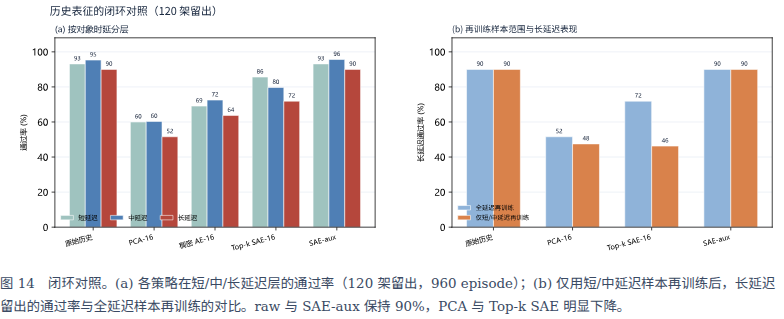 历史表征的闭环对照（120 架留出）
(a) 按对象时延分层
通过率 (%)
100
80
60
40
20
0
93 95 90
60 60 52
69 72 64
86 80 72
93 96 90
短延迟 中延迟 长延迟
原始历史 PCA-16 稠密 AE-16 Top-k SAE-16 SAE-aux
(b) 再训练样本范围与长延迟表现
长延迟通过率 (%)
100
80
60
40
20
0
90 90
52 48
72 46
90 90
全延迟再训练
仅短/中延迟再训练
原始历史 PCA-16 Top-k SAE-16 SAE-aux
图 14 闭环对照。(a) 各策略在短/中/长延迟层的通过率（120 架留出，960 episode）；(b) 仅用短/中延迟样本再训练后，长延迟
留出的通过率与全延迟样本再训练的对比。raw 与 SAE-aux 保持 90%，PCA 与 Top-k SAE 明显下降。